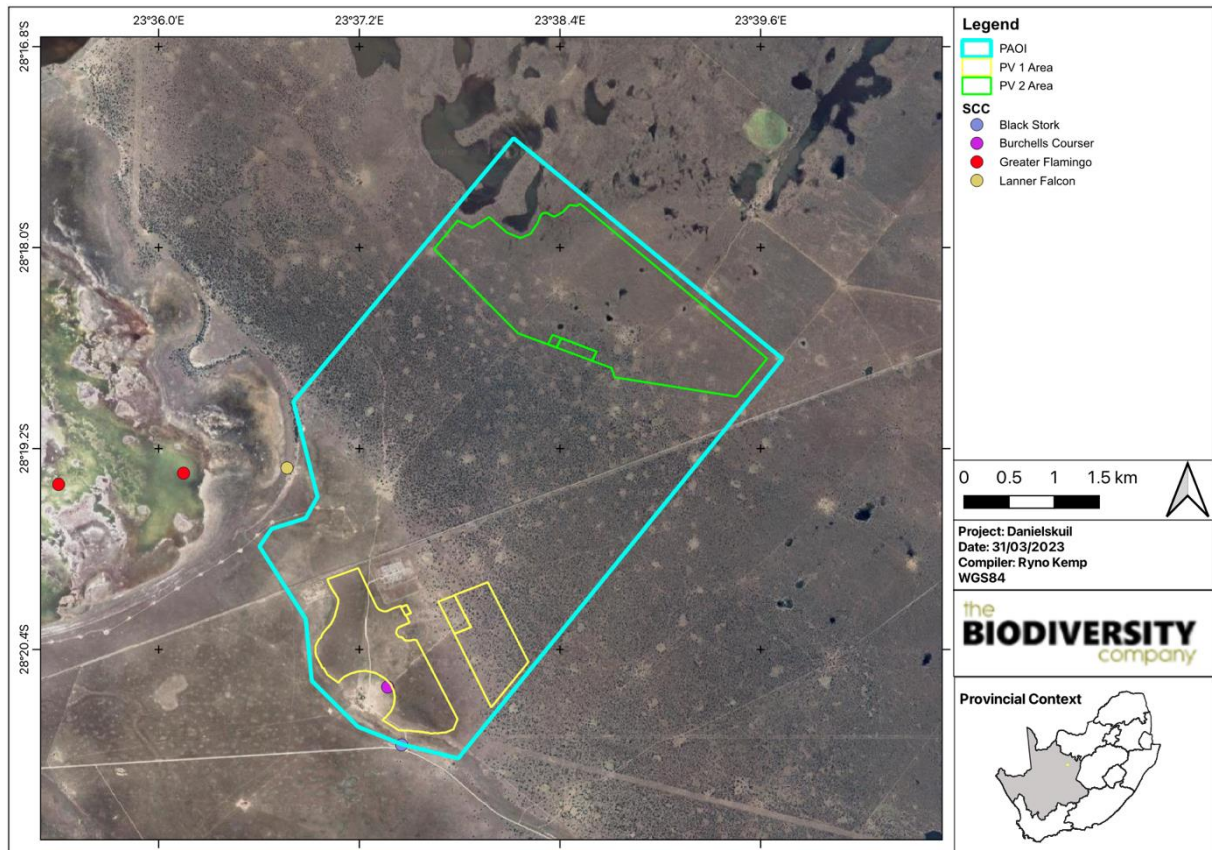 23°36.0'E 23°37.2'E 23°38.4'E 23°39.6'E
28°16.8'S
28°18.0'S
28°19.2'S
28°20.4'S
Legend
PAOI
PV 1 Area
PV 2 Area
SCC
Black Stork
Burchells Courser
Greater Flamingo
Lanner Falcon
0 0.5 1 1.5 km
Project: Danielskuil
Date: 31/03/2023
Compiler: Ryno Kemp
WGS84
the
BIODIVERSITY
company
Provincial Context